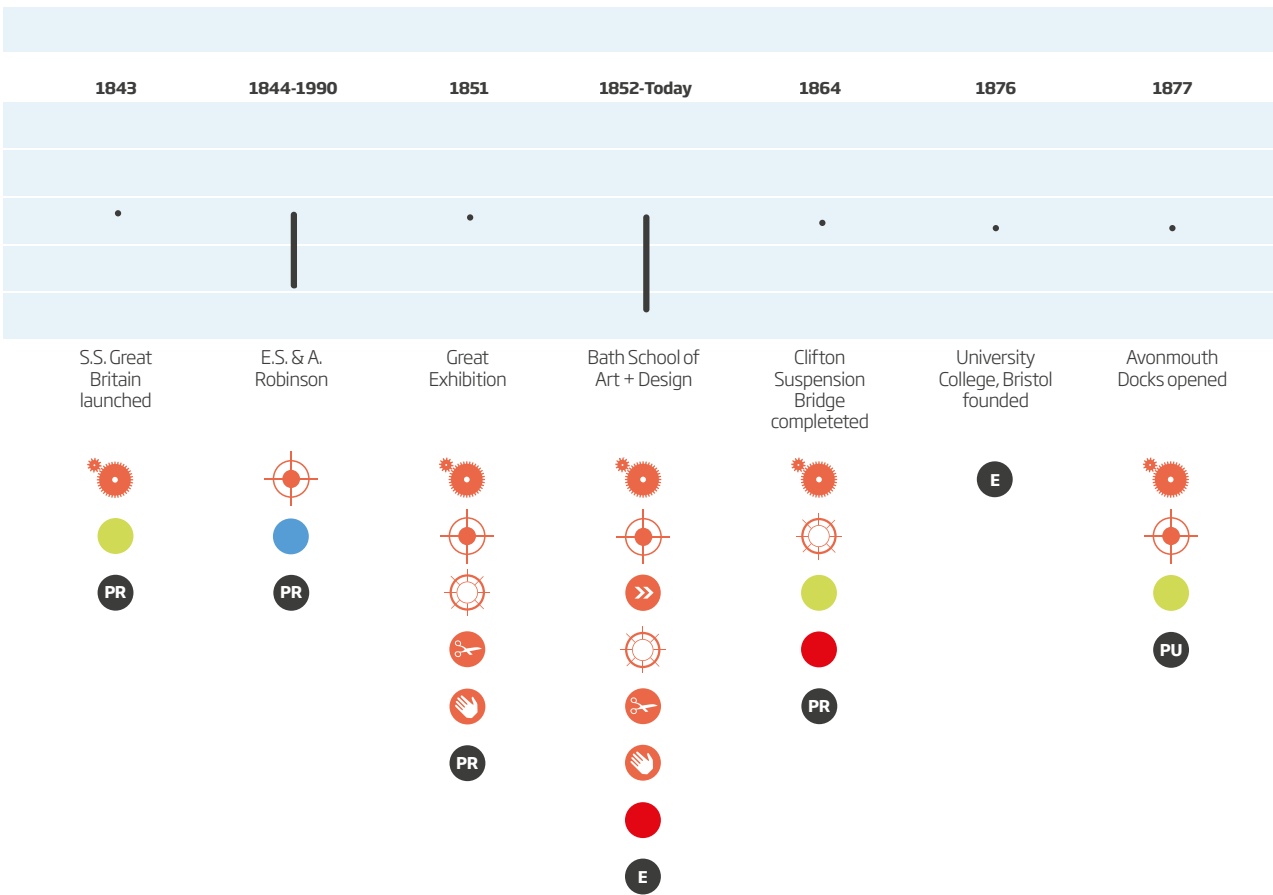 1843 1844-1990 1851 1852-Today 1864 1876 1877
S.S. Great
Britain
launched
E.S. & A.
Robinson
Great
Exhibition
Bath School of
Art + Design
Clifton
Suspension
Bridge
completeted
University
College, Bristol
founded
Avonmouth
Docks opened
E
PR PR
PU
PR
PR
E